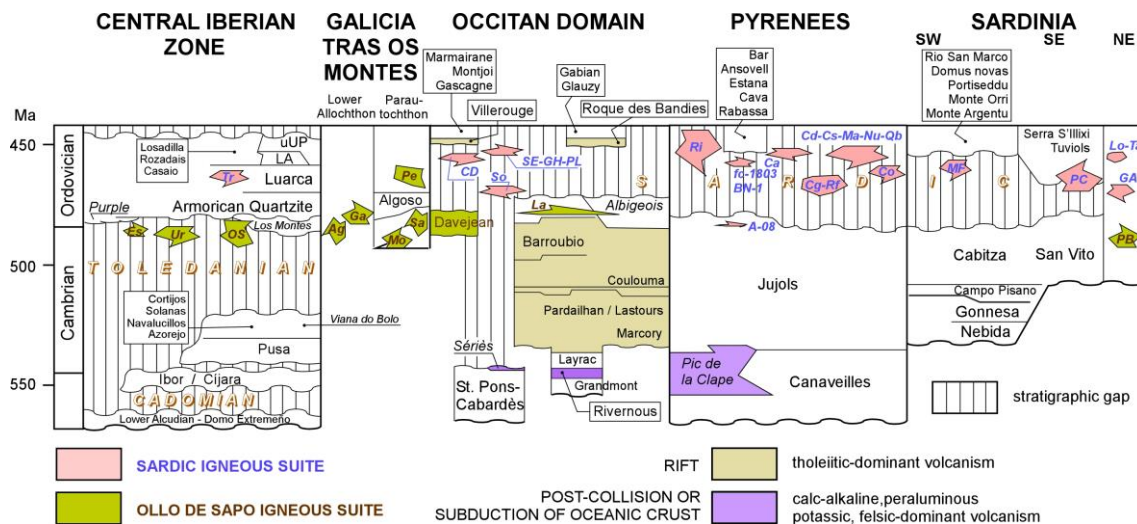 CENTRAL IBERIAN
ZONE
GALICIA
TRAS OS
MONTES
OCCITAN DOMAIN
PYRENEES
SARDINIA
SW
SE
NE
Ma
450
500
550
Ordovician
Cambrian
Losadilla
Rozadais
Casaio
uUP
LA
Luarca
Tr
Purple
Armorican Quartzite
Los Montes
Es
Ur
OS
TOLEDANIAN
Cortijos
Solanas
Navalucillos
Azorejo
Viana do Bolo
Pusa
Ibor / Cíjara
CADOMIAN
Lower Alcudian - Domo Extremeño
Lower
Allochthon
Parau-
tochthon
Pe
Algoso
Ga
Ag
Sa
Mo
Marmairane
Montjoi
Gascagne
Villerouge
Gabian
Glauzy
Roque des Bandies
CD
SE-GH-PL
So
Davejean
La
Albigeois
Barroubio
Coulouma
Pardailhan / Lastours
Marcory
Sériès
St. Pons-
Cabardès
Layrac
Grandmont
Rivernous
SARDIC
Bar
Ansovell
Estana
Cava
Rabassa
Ri
Cd-Cs-Ma-Nu-Qb
Ca
fc-1803
BN-1
Cg-Rf
Co
A-08
Jujols
Pic de
la Clape
Canaveilles
Rio San Marco
Domus novas
Portiseddu
Monte Orri
Monte Argentu
MF
Serra S'Illixi
Tuviols
PC
GA
PB
Cabitza
San Vito
Campo Pisano
Gonnesa
Nebida
stratigraphic gap
SARDIC IGNEOUS SUITE
OLLO DE SAPO IGNEOUS SUITE
RIFT
tholeiitic-dominant volcanism
POST-COLLISION OR
SUBDUCTION OF OCEANIC CRUST
calc-alkaline,peraluminous
potassic, felsic-dominant volcanism